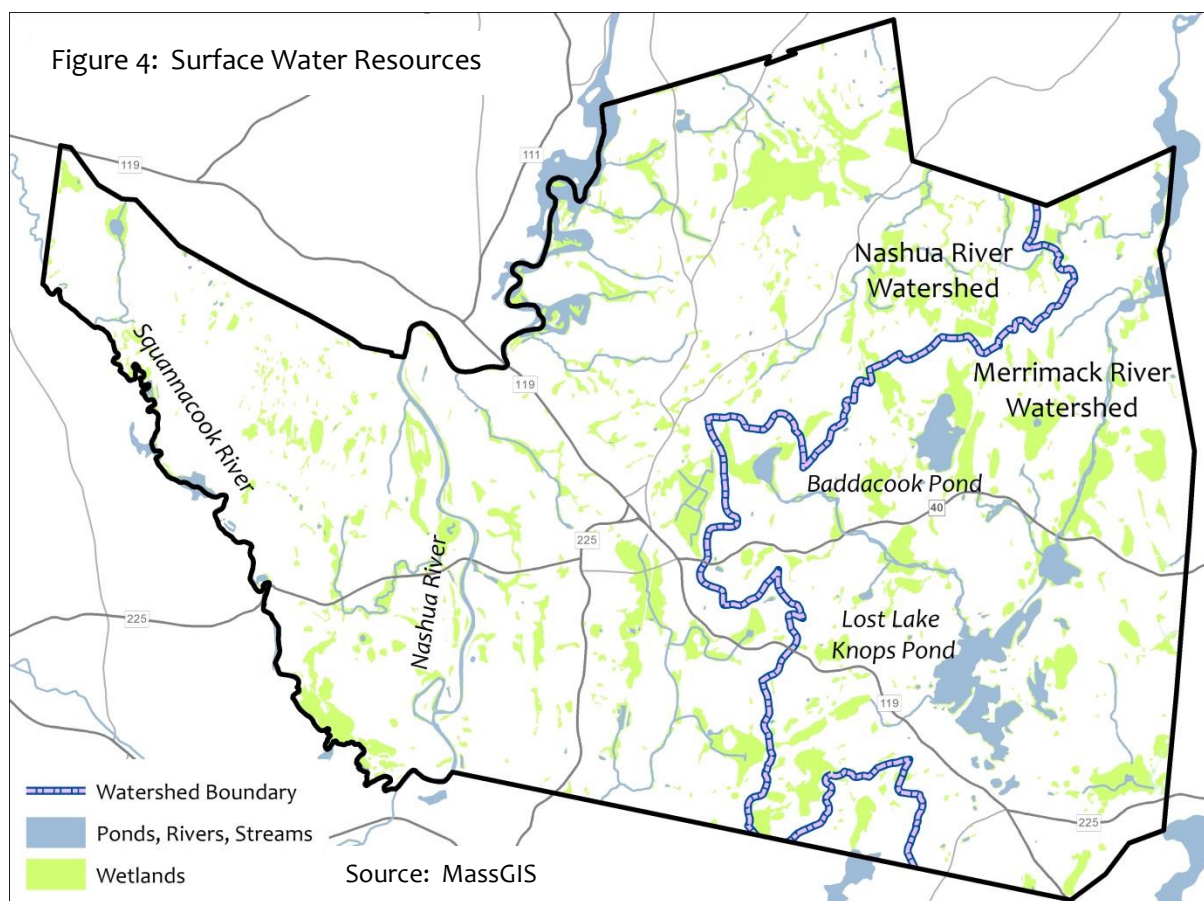 Figure 4: Surface Water Resources
119
111
Nashua River
Watershed
Squannacook River
Merrimack River
Watershed
119
Baddacook Pond
40
225
Nashua River
225
Lost Lake
Knops Pond
119
Watershed Boundary
Ponds, Rivers, Streams
Wetlands
225
Source: MassGIS